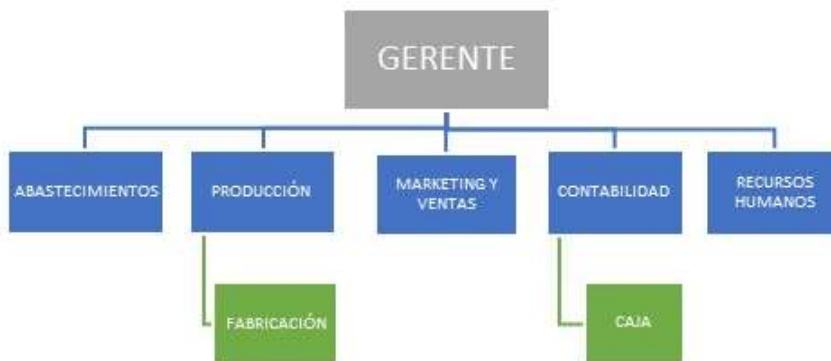 GERENTE
ABASTECIMIENTOS
PRODUCCIÓN
MARKETING Y
VENTAS
CONTABILIDAD
RECURSOS
HUMANOS
FABRICACIÓN
CAJA